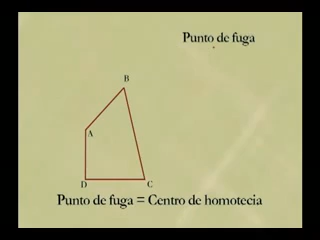 Punto de fuga
B
A
D
C
Punto de fuga = Centro de homotecia